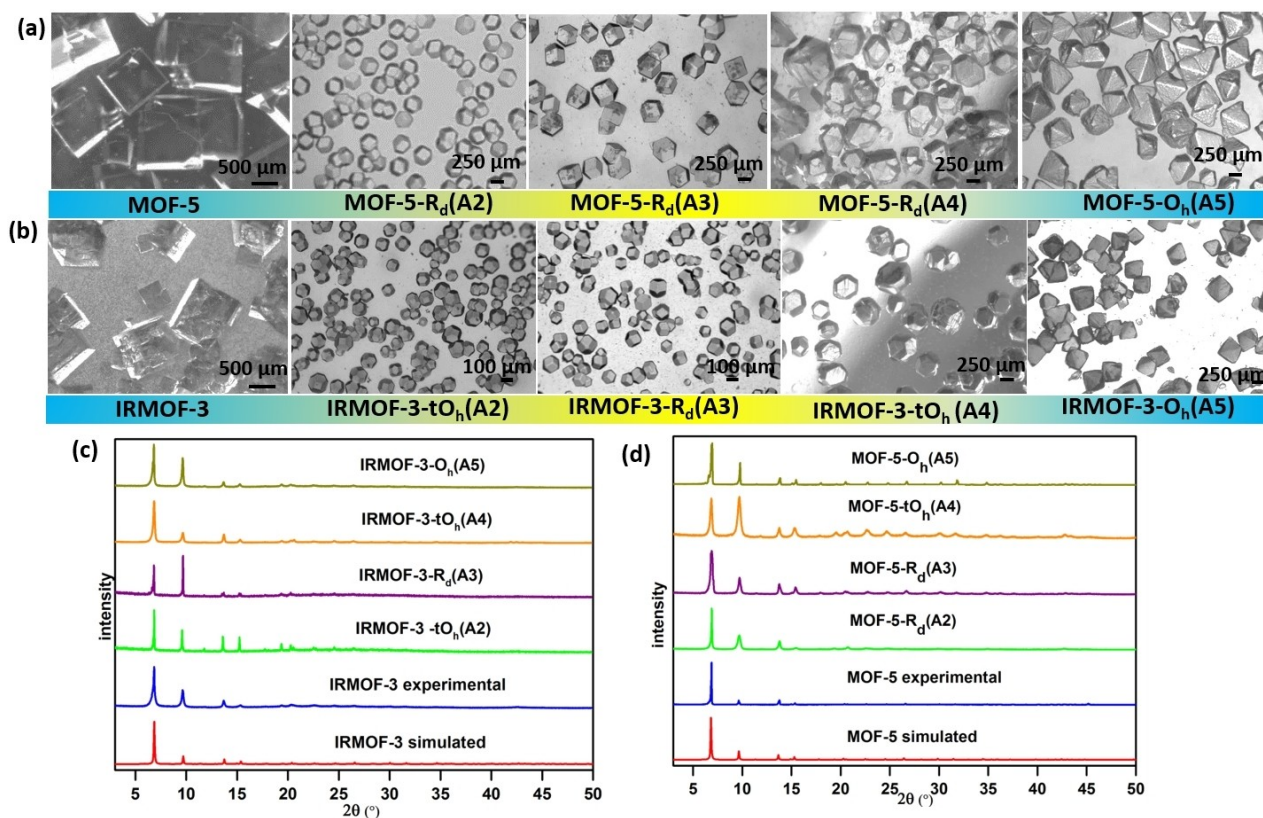 (a)
500 µm
250 µm
250 µm
250 µm
250 µm
MOF-5
MOF-5-Rd(A2)
MOF-5-Rd(A3)
MOF-5-Rd(A4)
MOF-5-Oh(A5)
(b)
500 µm
100 µm
100 µm
250 µm
250 µm
IRMOF-3
IRMOF-3-tOh(A2)
IRMOF-3-Rd(A3)
IRMOF-3-tOh (A4)
IRMOF-3-Oh(A5)
(c)
intensity
IRMOF-3-Oh(A5)
IRMOF-3-tOh(A4)
IRMOF-3-Rd(A3)
IRMOF-3 -tOh(A2)
IRMOF-3 experimental
IRMOF-3 simulated
5 10 15 20 25 30 35 40 45 50
2θ (°)
(d)
intensity
MOF-5-Oh(A5)
MOF-5-tOh(A4)
MOF-5-Rd(A3)
MOF-5-Rd(A2)
MOF-5 experimental
MOF-5 simulated
5 10 15 20 25 30 35 40 45 50
2θ (°)